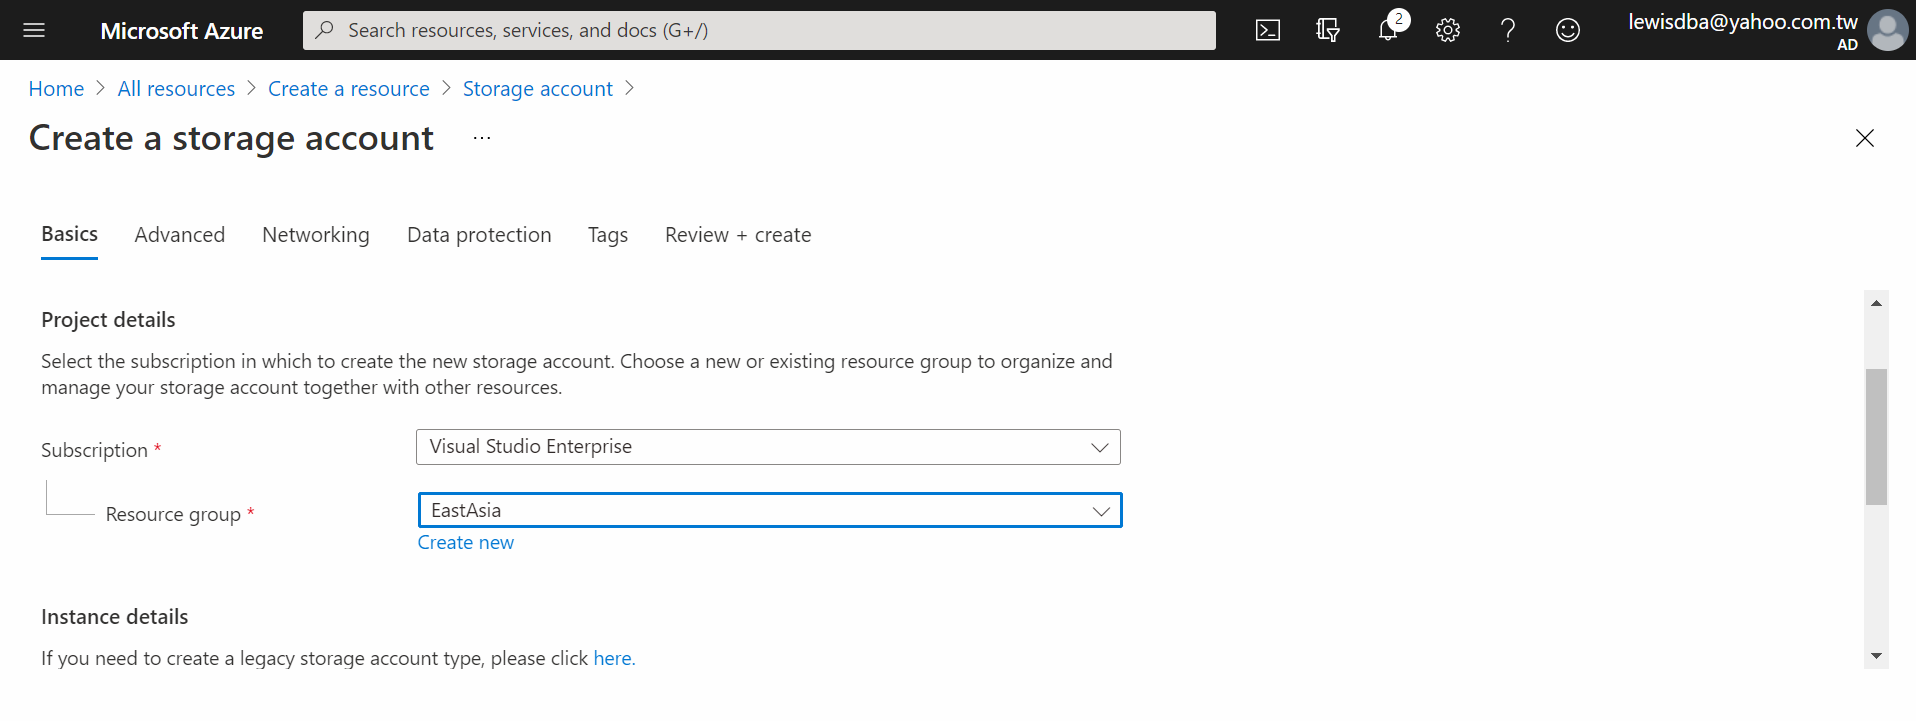 Microsoft Azure
Search resources, services, and docs (G+/)
2
lewisdba@yahoo.com.tw
AD
Home > All resources > Create a resource > Storage account >
Create a storage account ...
Basics Advanced Networking Data protection Tags Review + create
Project details
Select the subscription in which to create the new storage account. Choose a new or existing resource group to organize and
manage your storage account together with other resources.
Subscription *
Visual Studio Enterprise
Resource group *
EastAsia
Create new
Instance details
If you need to create a legacy storage account type, please click here.